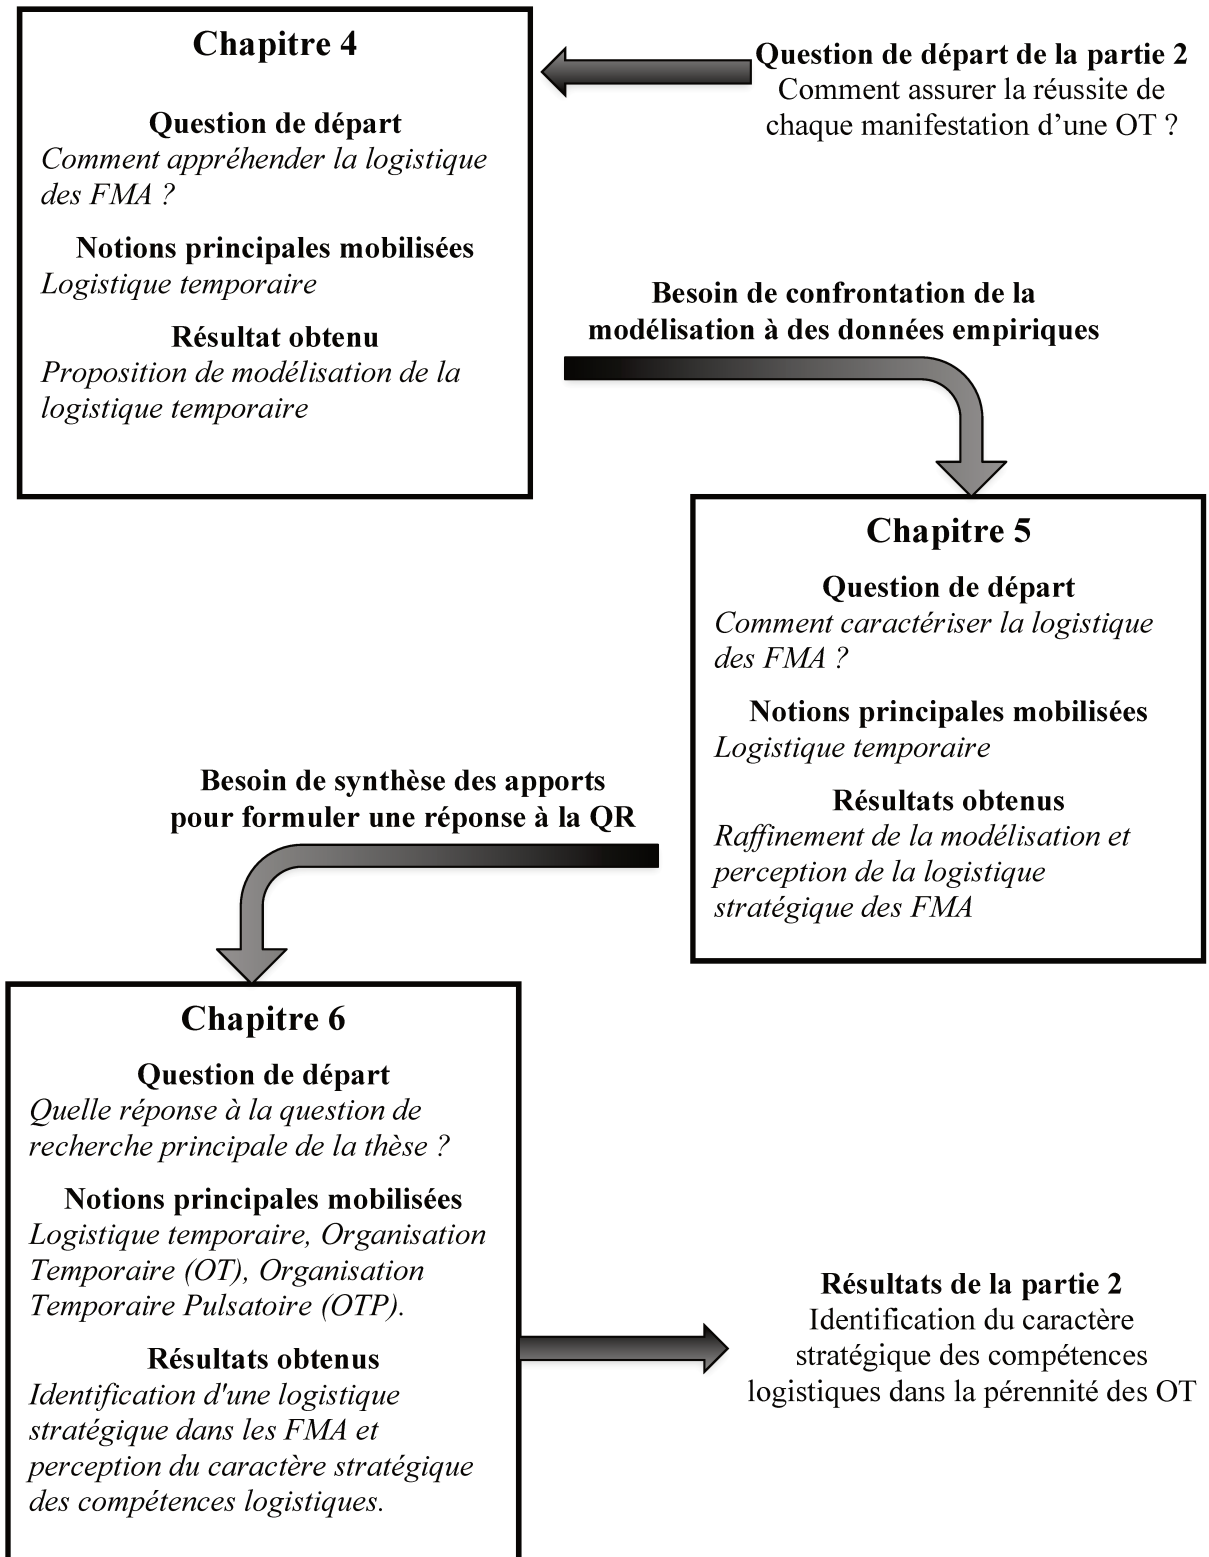 Chapitre 4
Question de départ
Comment appréhender la logistique
des FMA ?
Notions principales mobilisées
Logistique temporaire
Résultat obtenu
Proposition de modélisation de la
logistique temporaire
Question de départ de la partie 2
Comment assurer la réussite de
chaque manifestation d’une OT ?
Besoin de confrontation de la
modélisation à des données empiriques
Chapitre 5
Question de départ
Comment caractériser la logistique
des FMA ?
Notions principales mobilisées
Logistique temporaire
Résultats obtenus
Raffinement de la modélisation et
perception de la logistique
stratégique des FMA
Besoin de synthèse des apports
pour formuler une réponse à la QR
Chapitre 6
Question de départ
Quelle réponse à la question de
recherche principale de la thèse ?
Notions principales mobilisées
Logistique temporaire, Organisation
Temporaire (OT), Organisation
Temporaire Pulsatoire (OTP).
Résultats obtenus
Identification d'une logistique
stratégique dans les FMA et
perception du caractère stratégique
des compétences logistiques.
Résultats de la partie 2
Identification du caractère
stratégique des compétences
logistiques dans la pérennité des OT